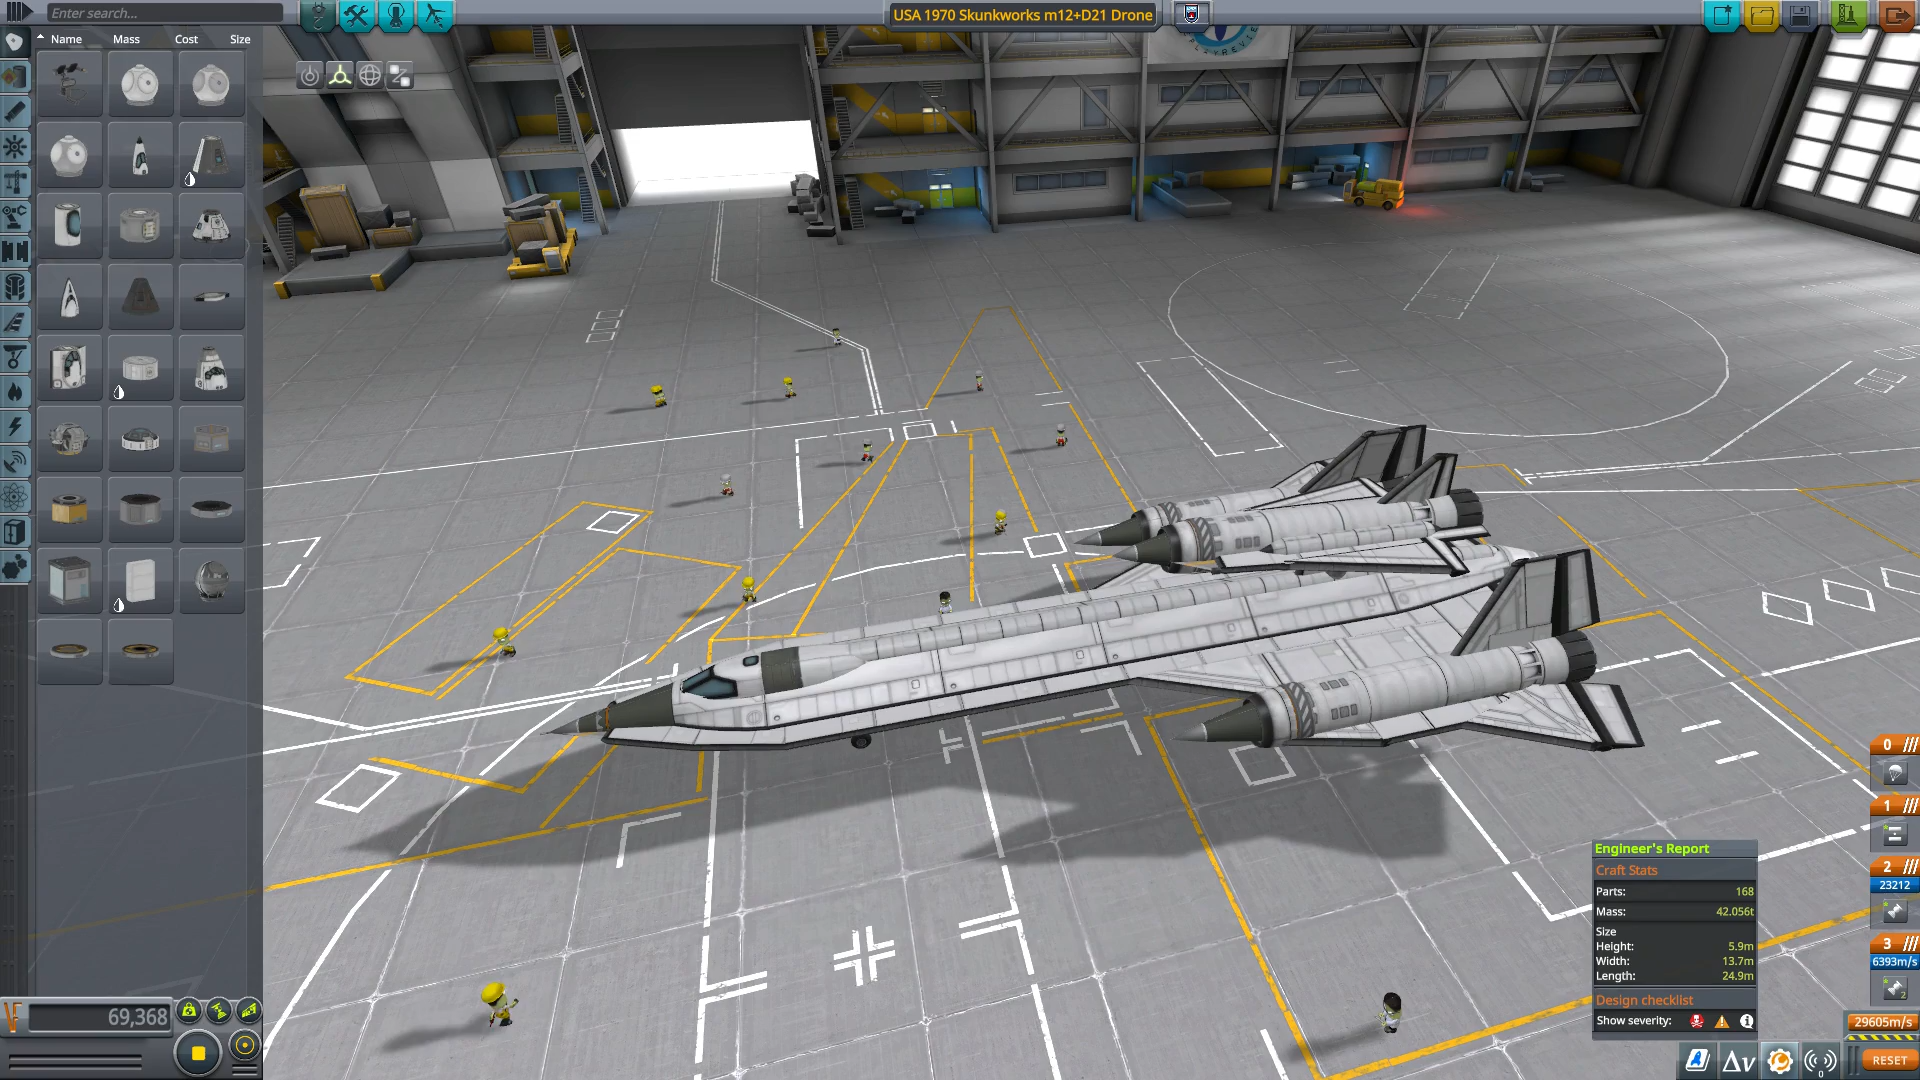 Enter search...
USA 1970 Skunkworks m12+D21 Drone
Name Mass Cost Size
0
1
2
23212
3
6393m/s
Engineer's Report
Craft Stats
Parts: 168
Mass: 42.056t
Size
Height: 5.9m
Width: 13.7m
Length: 24.9m
Design checklist
Show severity:
69,368
29605m/s
Δv
0
RESET